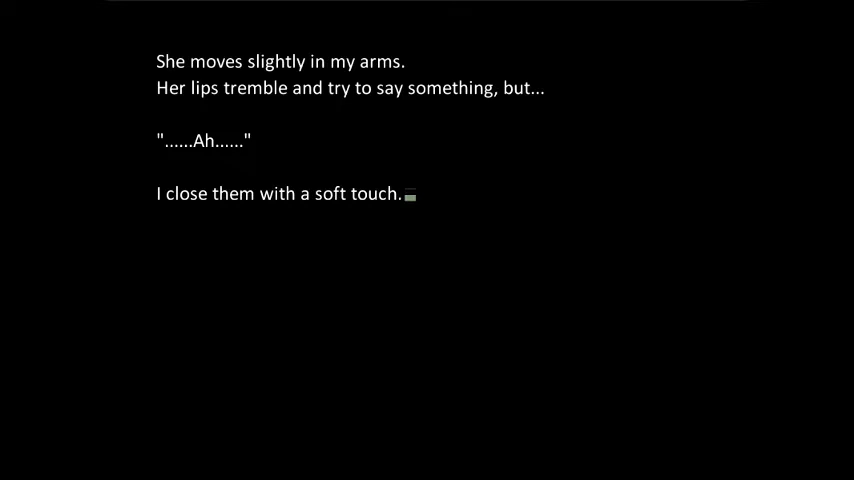 She moves slightly in my arms.
Her lips tremble and try to say something, but...
"......Ah......"
I close them with a soft touch.